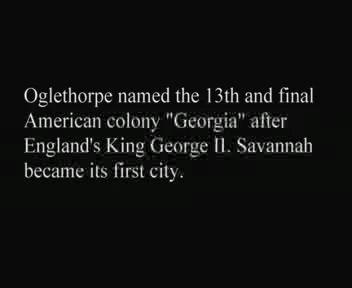 Oglethorpe named the 13th and final
American colony "Georgia" after
England's King George II. Savannah
became its first city.